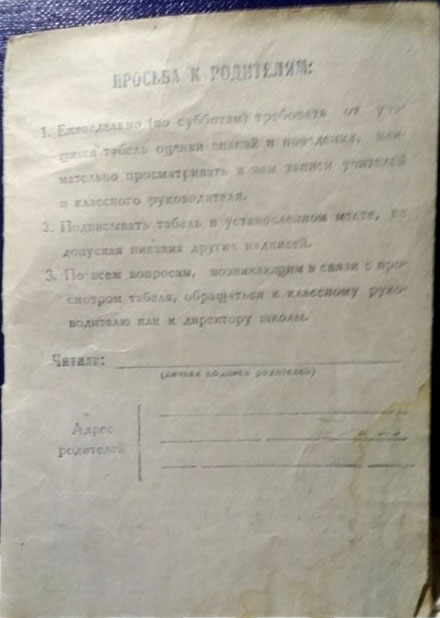 ПРОСЬБА К РОДИТЕЛЯМ:
1. Еженедельно (по субботам) требовать от уча-
щихся табель оценки знаний и поведения, вни-
мательно просматривать в нем записи учителей
и классного руководителя.
2. Подписывать табель в установленном месте, не
допуская никаких других надписей.
3. По всем вопросам, возникающим в связи с про-
смотром табеля, обращаться к классному руко-
водителю или к директору школы.
Читали:
(личная подпись родителей)
Адрес
родителей